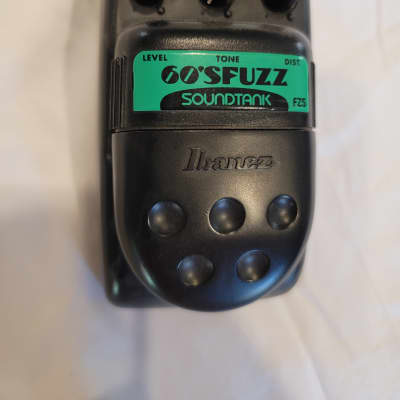 LEVEL TONE DIST
60'SFUZZ
SOUNDTANK FZ5
Ibanez